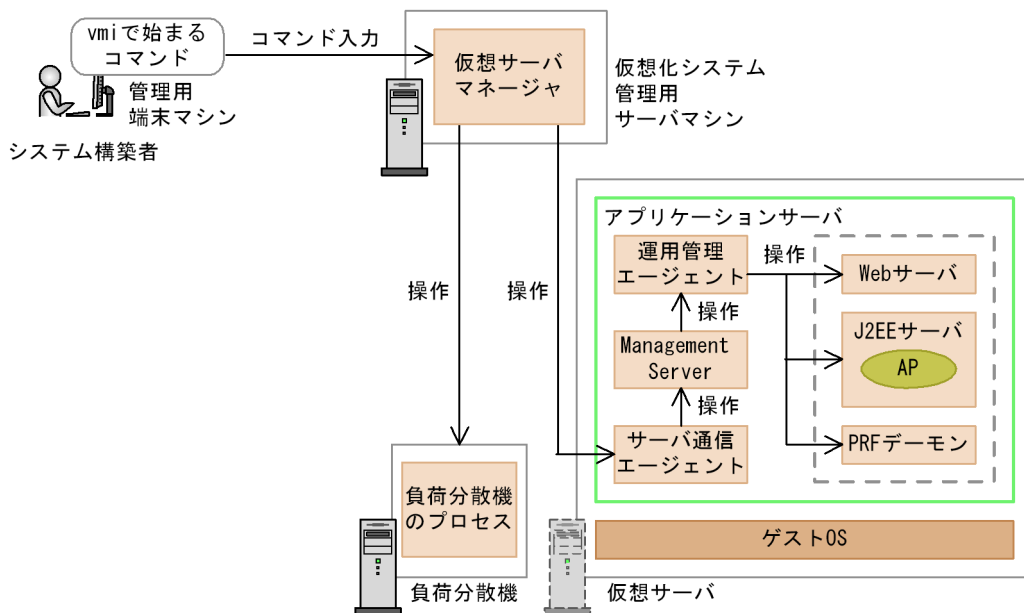 vmiで始まる
コマンド
コマンド入力
管理用
端末マシン
システム構築者
仮想サーバ
マネージャ
仮想化システム
管理用
サーバマシン
操作
操作
アプリケーションサーバ
運用管理
エージェント
操作
Webサーバ
操作
Management
Server
J2EEサーバ
AP
操作
サーバ通信
エージェント
PRFデーモン
負荷分散機
のプロセス
ゲストOS
負荷分散機
仮想サーバ